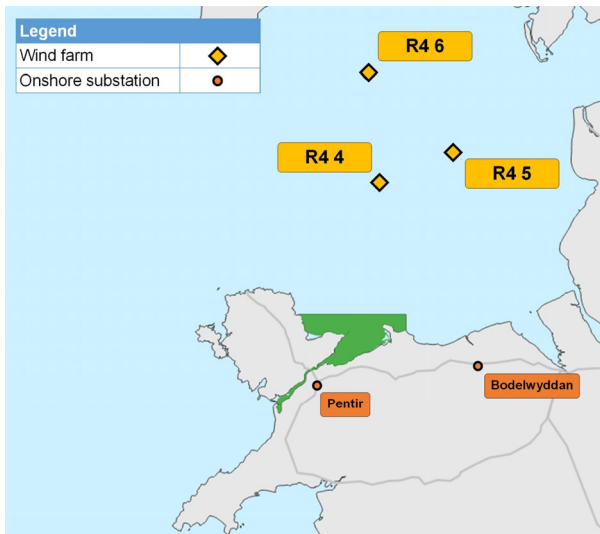 Legend
Wind farm
Onshore substation
R4 6
R4 4
R4 5
Bodelwyddan
Pentir